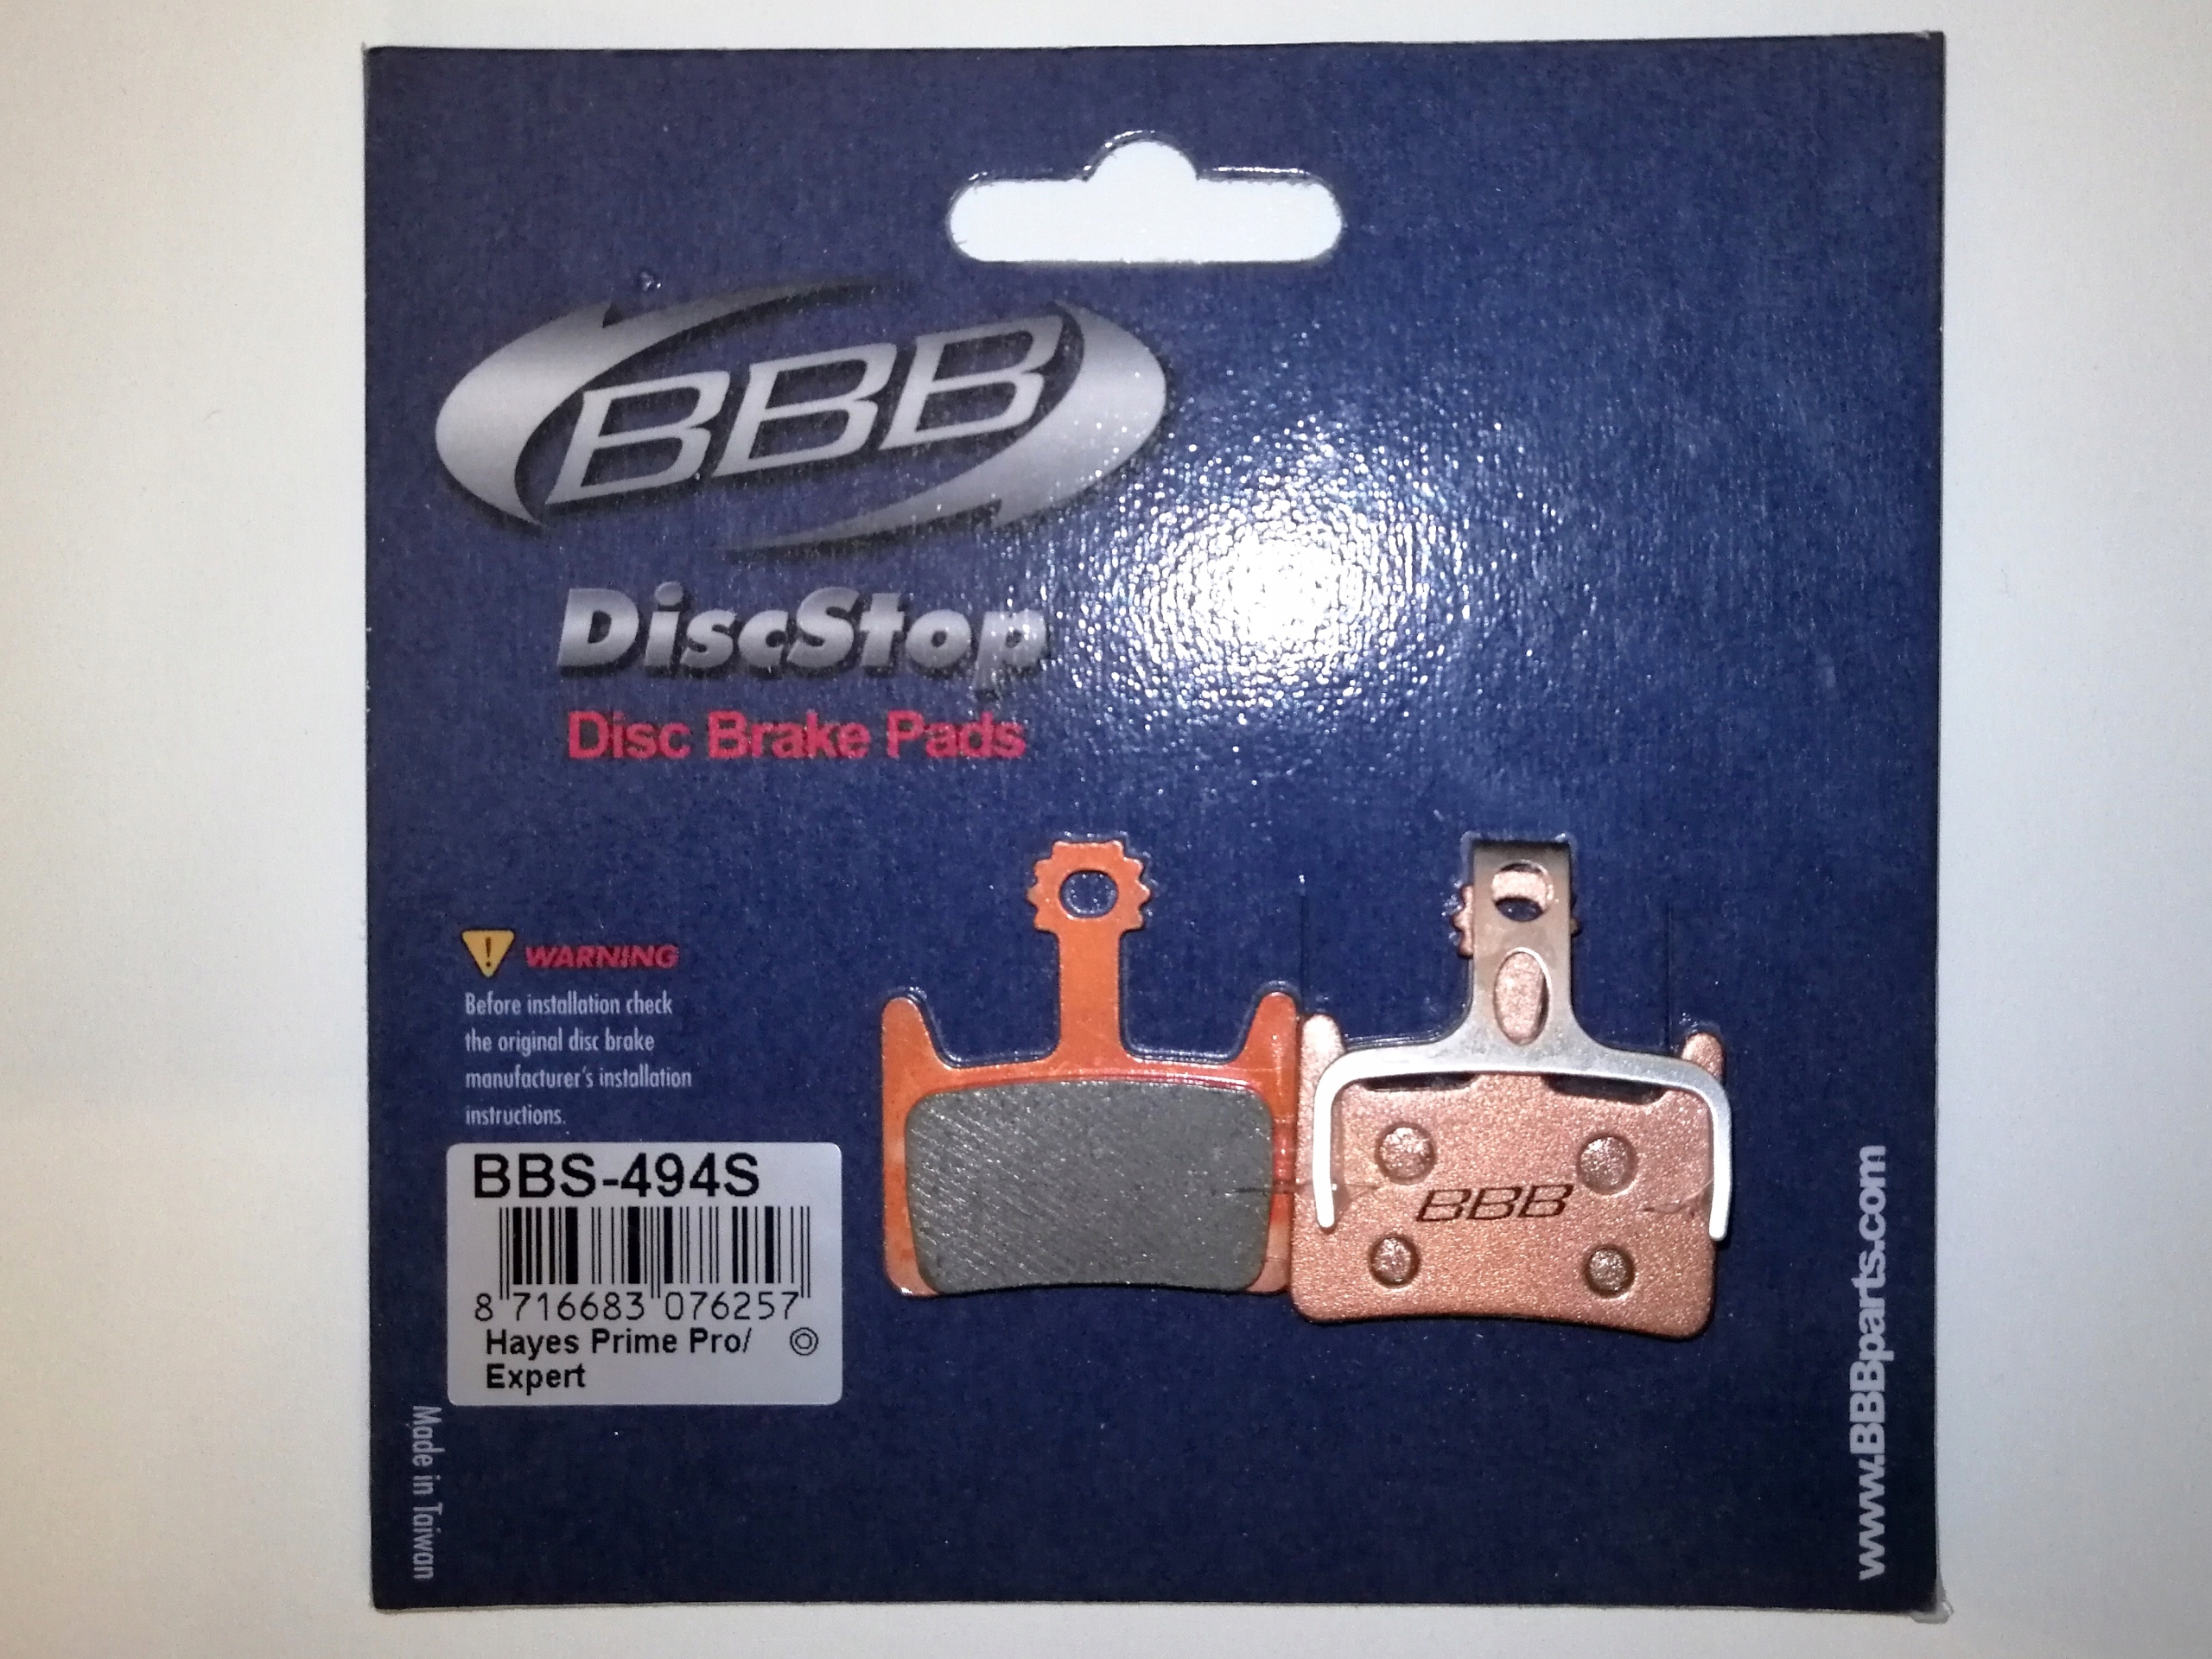 BBB
DiscStop
Disc Brake Pads
! WARNING
Before installation check
the original disc brake
manufacturer's installation
instructions.
BBS-494S
8 716683 076257
Hayes Prime Pro/
Expert
Made in Taiwan
BBB
www.BBBparts.com